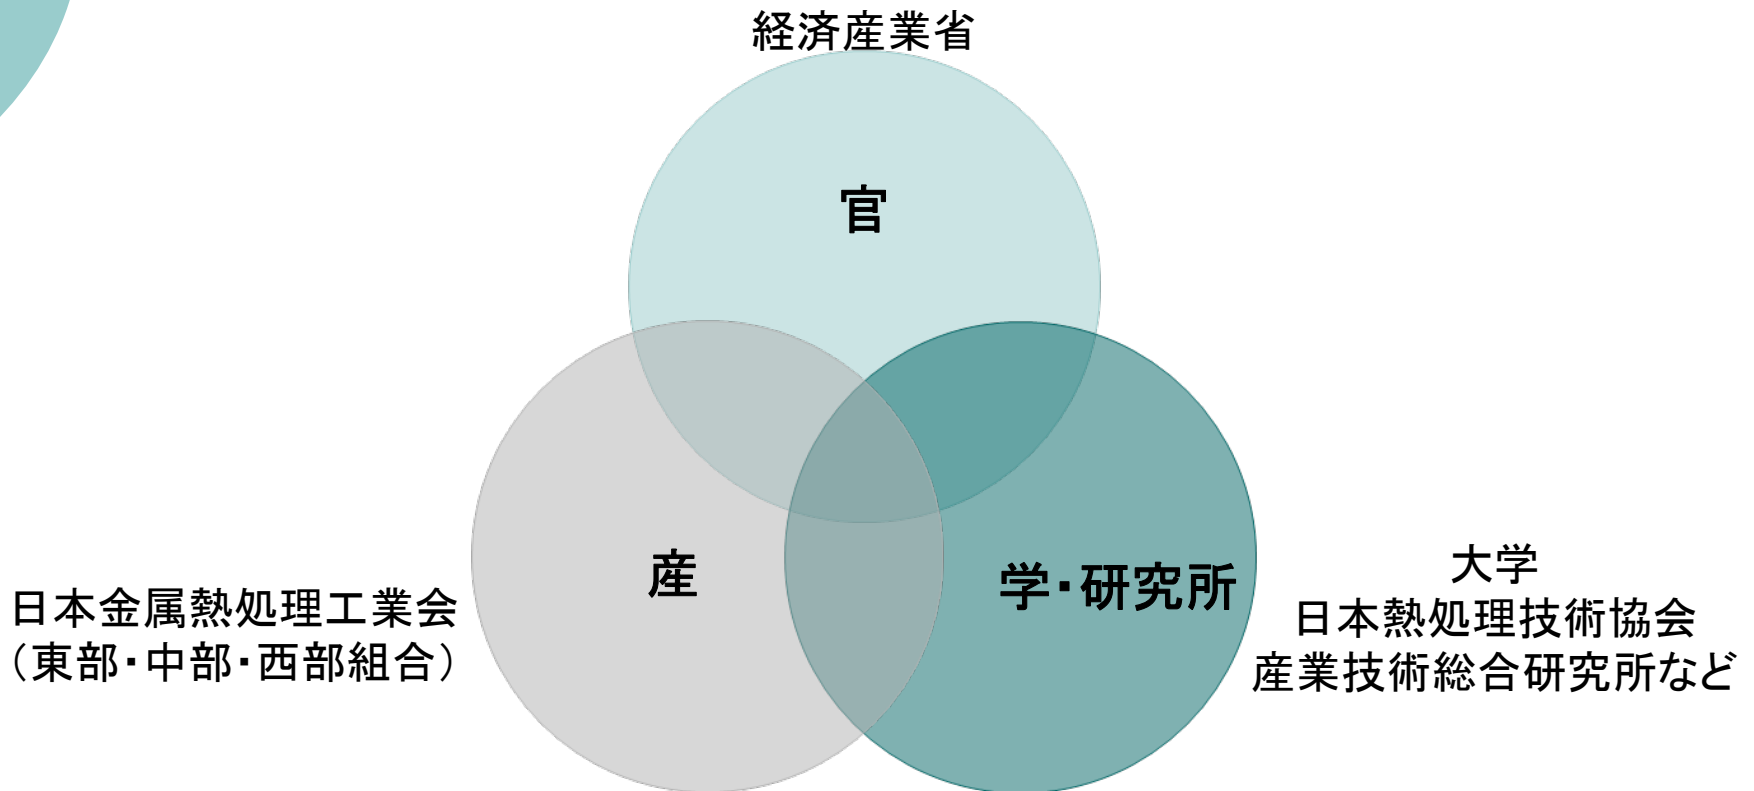 経済産業省
官
産
学・研究所
日本金属熱処理工業会
（東部・中部・西部組合）
大学
日本熱処理技術協会
産業技術総合研究所など